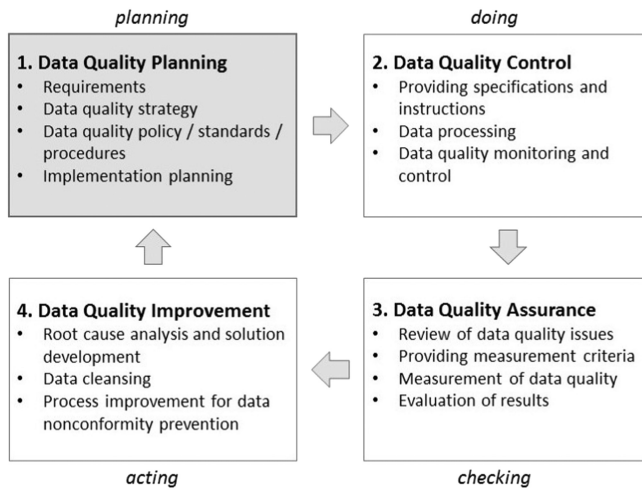 planning
1. Data Quality Planning
• Requirements
• Data quality strategy
• Data quality policy / standards /
procedures
• Implementation planning
doing
2. Data Quality Control
• Providing specifications and
instructions
• Data processing
• Data quality monitoring and
control
3. Data Quality Assurance
• Review of data quality issues
• Providing measurement criteria
• Measurement of data quality
• Evaluation of results
checking
4. Data Quality Improvement
• Root cause analysis and solution
development
• Data cleansing
• Process improvement for data
nonconformity prevention
acting